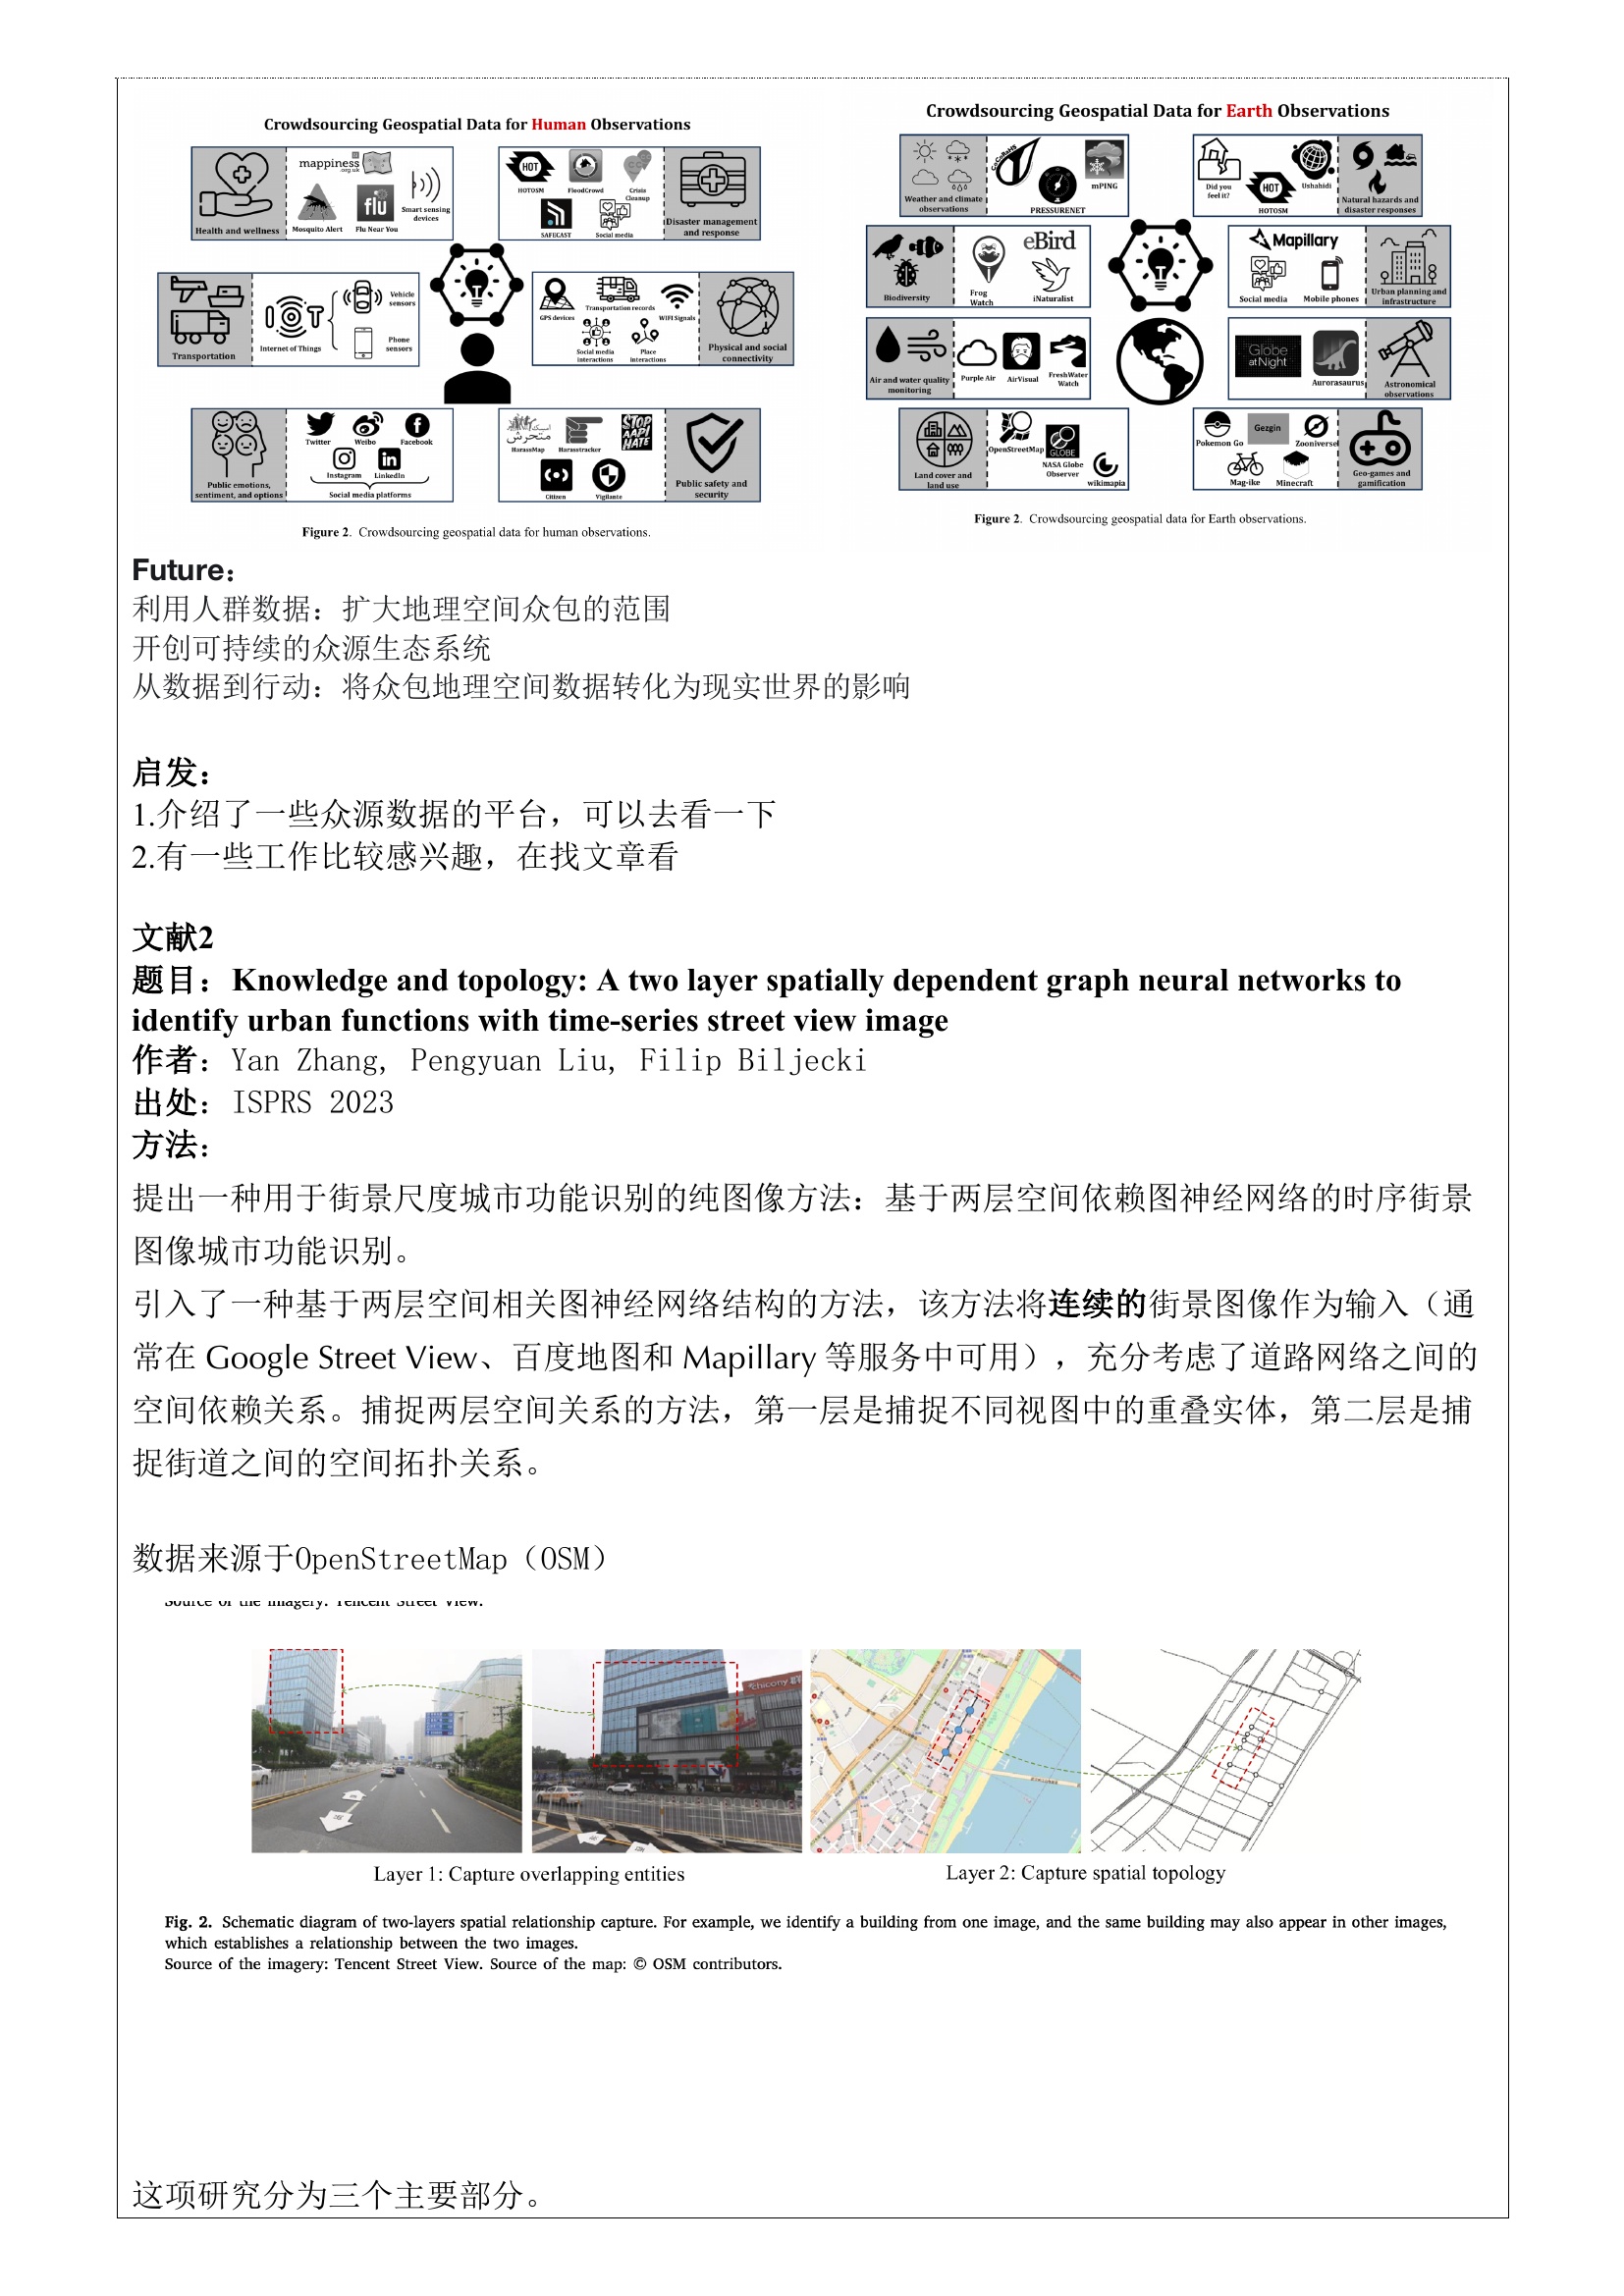 Crowdsourcing Geospatial Data for Human Observations
Health and wellness
mappiness
.org.uk
Mosquito Alert
flu
Flu Near You
Smart sensing
devices
HOT
HOTOSM
FloodCrowd
Crisis
Cleanup
SAFECAST
Social media
Disaster management
and response
Transportation
IOT
Internet of Things
Vehicle
sensors
Phone
sensors
GPS devices
Transportation records
WIFI Signals
Social media
interactions
Place
interactions
Physical and social
connectivity
Public emotions,
sentiment, and options
Twitter
Weibo
Facebook
Instagram
LinkedIn
Social media platforms
HarassMap
Harasstracker
STOP
AAPI
HATE
Citizen
Vigilante
Public safety and
security
Figure 2. Crowdsourcing geospatial data for human observations.
Crowdsourcing Geospatial Data for Earth Observations
Weather and climate
observations
CoCoRaHS
PRESSURENET
mPING
Did you
feel it?
HOT
HOTOSM
Ushahidi
Natural hazards and
disaster responses
Biodiversity
Frog
Watch
eBird
iNaturalist
Mapillary
Social media
Mobile phones
Urban planning and
infrastructure
Air and water quality
monitoring
Purple Air
AirVisual
FreshWater
Watch
Globe
at Night
Aurorasaurus
Astronomical
observations
Land cover and
land use
OpenStreetMap
GLOBE
NASA Globe
Observer
wikimapia
Pokemon Go
Gezgin
Zooniverse
Mag-ike
Minecraft
Geo-games and
gamification
Figure 2. Crowdsourcing geospatial data for Earth observations.
Future：
利用人群数据：扩大地理空间众包的范围
开创可持续的众源生态系统
从数据到行动：将众包地理空间数据转化为现实世界的影响
启发：
1.介绍了一些众源数据的平台，可以去看一下
2.有一些工作比较感兴趣，在找文章看
文献2
题目：Knowledge and topology: A two layer spatially dependent graph neural networks to
identify urban functions with time-series street view image
作者：Yan Zhang, Pengyuan Liu, Filip Biljecki
出处：ISPRS 2023
方法：
提出一种用于街景尺度城市功能识别的纯图像方法：基于两层空间依赖图神经网络的时序街景
图像城市功能识别。
引入了一种基于两层空间相关图神经网络结构的方法，该方法将连续的街景图像作为输入（通
常在 Google Street View、百度地图和 Mapillary 等服务中可用），充分考虑了道路网络之间的
空间依赖关系。捕捉两层空间关系的方法，第一层是捕捉不同视图中的重叠实体，第二层是捕
捉街道之间的空间拓扑关系。
数据来源于OpenStreetMap（OSM）
Source of the imagery: Tencent Street View.
chicony
Layer 1: Capture overlapping entities
Layer 2: Capture spatial topology
Fig. 2. Schematic diagram of two-layers spatial relationship capture. For example, we identify a building from one image, and the same building may also appear in other images,
which establishes a relationship between the two images.
Source of the imagery: Tencent Street View. Source of the map: © OSM contributors.
这项研究分为三个主要部分。